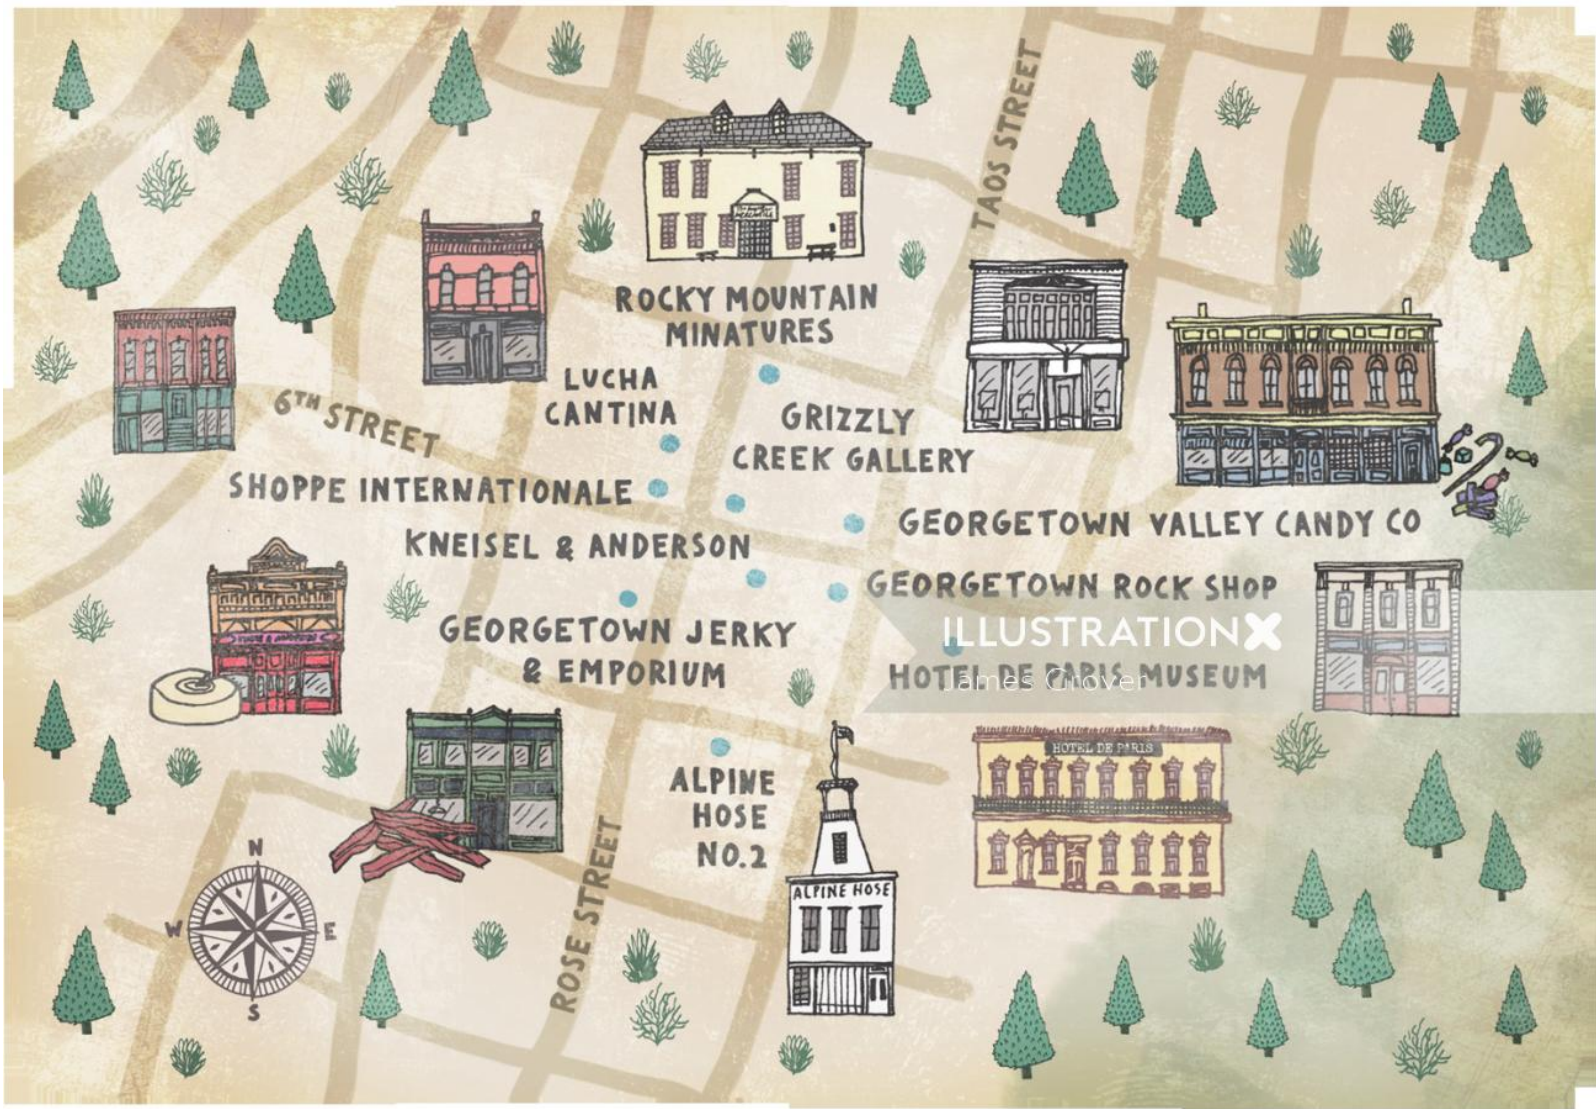 TAOS STREET
ROCKY MOUNTAIN
MINATURES
LUCHA
CANTINA
GRIZZLY
CREEK GALLERY
6TH STREET
SHOPPE INTERNATIONALE
KNEISEL & ANDERSON
GEORGETOWN VALLEY CANDY CO
GEORGETOWN ROCK SHOP
GEORGETOWN JERKY
& EMPORIUM
ILLUSTRATIONX
HOTEL DE PARIS MUSEUM
James Grover
HOTEL DE PARIS
ALPINE
HOSE
NO.2
ALPINE HOSE
ROSE STREET
N
W
E
S